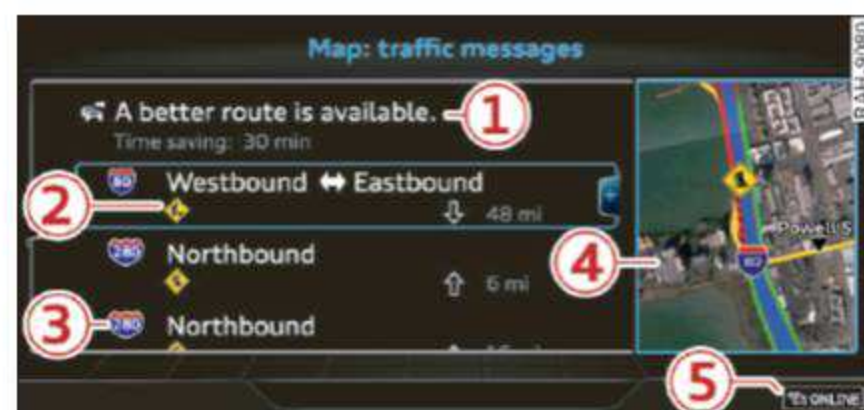 Map: traffic messages
A better route is available.
Time saving: 30 min
1
80
Westbound ↔ Eastbound
48 mi
2
280
Northbound
6 mi
280
Northbound
3
4
Powell S
80
5
ONLINE